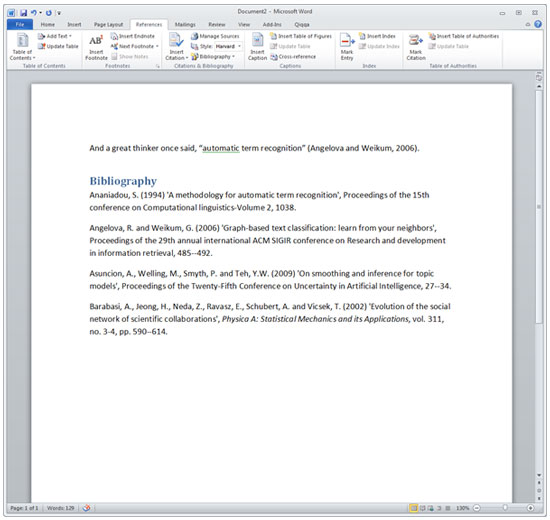 Document2 - Microsoft Word
File Home Insert Page Layout References Mailings Review View Add-Ins Qiqqa
Table of Contents Add Text Update Table
Insert Footnote Insert Endnote Next Footnote Show Notes
Insert Citation Manage Sources Style: Harvard Bibliography
Insert Caption Insert Table of Figures Update Table Cross-reference
Mark Entry Insert Index Update Index
Mark Citation Insert Table of Authorities Update Table
Table of Contents Footnotes Citations & Bibliography Captions Index Table of Authorities
And a great thinker once said, “automatic term recognition” (Angelova and Weikum, 2006).
Bibliography
Ananiadou, S. (1994) 'A methodology for automatic term recognition', Proceedings of the 15th
conference on Computational linguistics-Volume 2, 1038.
Angelova, R. and Weikum, G. (2006) 'Graph-based text classification: learn from your neighbors',
Proceedings of the 29th annual international ACM SIGIR conference on Research and development
in information retrieval, 485--492.
Asuncion, A., Welling, M., Smyth, P. and Teh, Y.W. (2009) 'On smoothing and inference for topic
models', Proceedings of the Twenty-Fifth Conference on Uncertainty in Artificial Intelligence, 27--34.
Barabasi, A., Jeong, H., Neda, Z., Ravasz, E., Schubert, A. and Vicsek, T. (2002) 'Evolution of the social
network of scientific collaborations', Physica A: Statistical Mechanics and its Applications, vol. 311,
no. 3-4, pp. 590--614.
Page: 1 of 1 Words: 129 130%